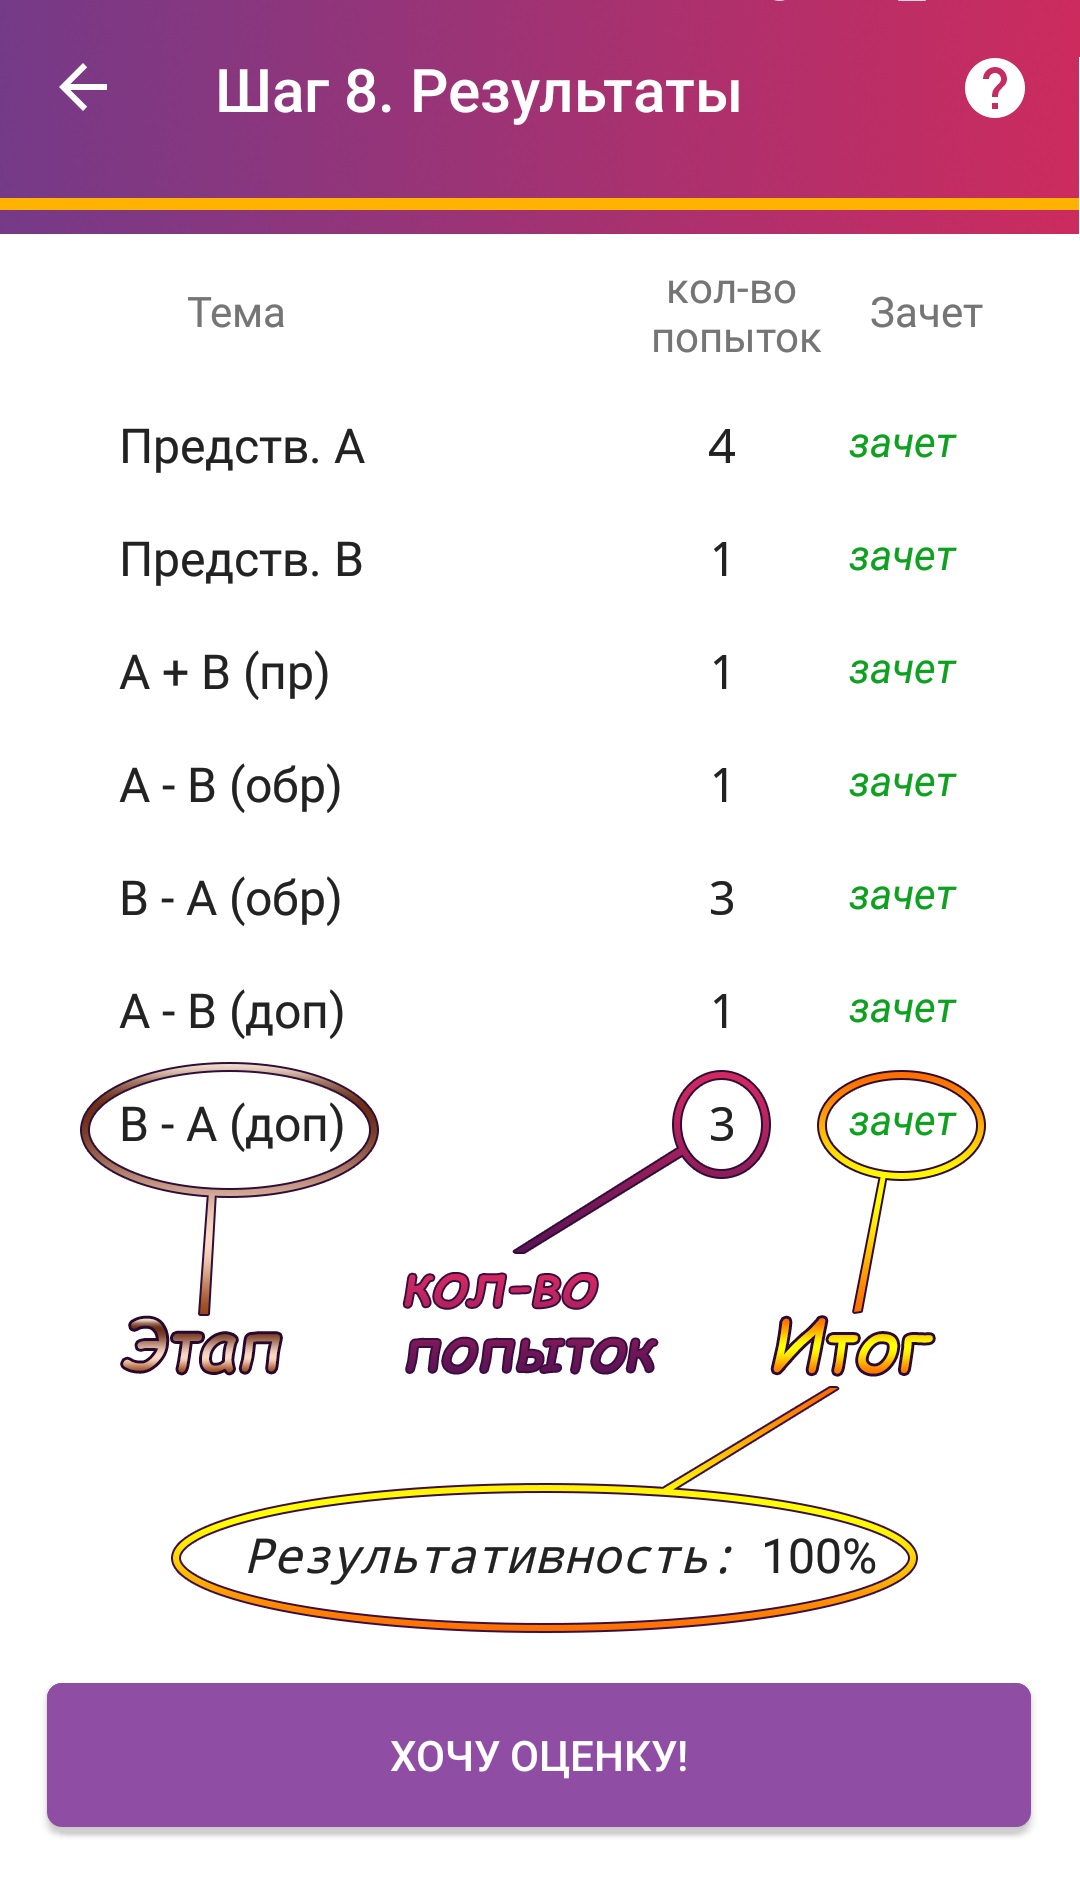 Шаг 8. Результаты
?
Тема
кол-во
попыток
Зачет
Предств. А 4 зачет
Предств. В 1 зачет
А + В (пр) 1 зачет
А - В (обр) 1 зачет
В - А (обр) 3 зачет
А - В (доп) 1 зачет
В - А (доп) 3 зачет
Этап
кол-во
попыток
Итог
Результативность: 100%
ХОЧУ ОЦЕНКУ!